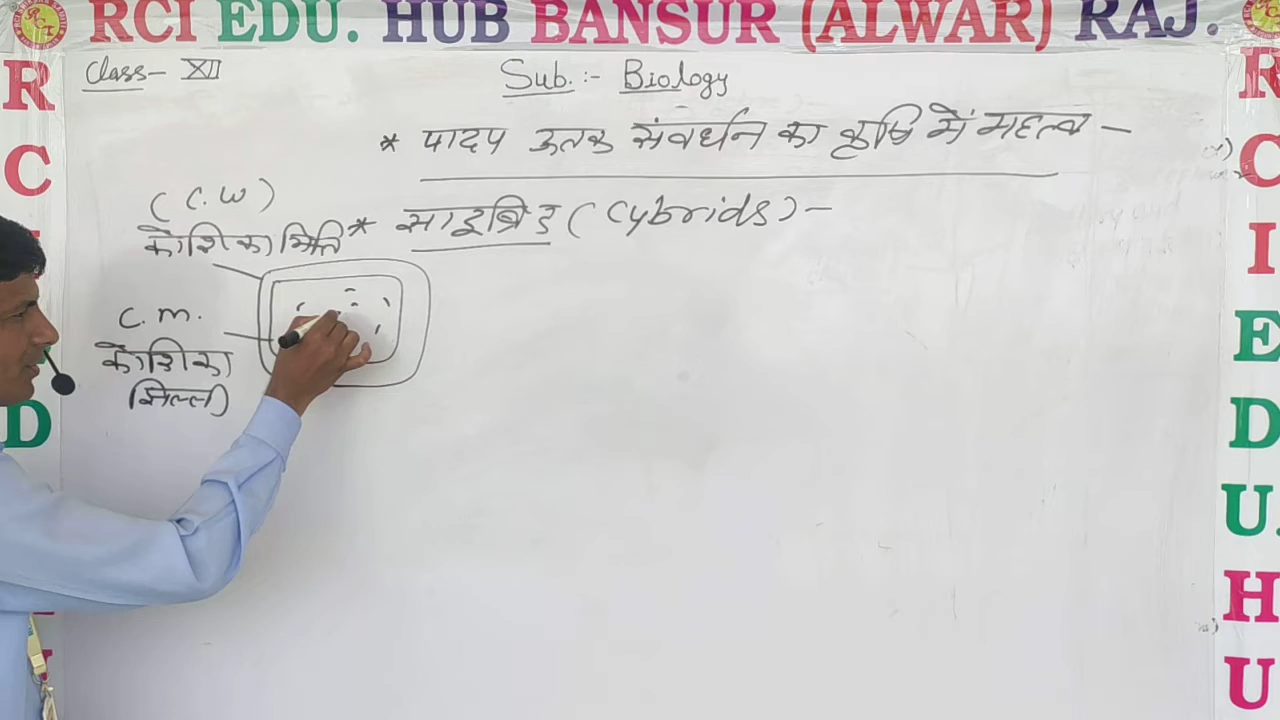 RCI EDU. HUB BANSUR (ALWAR) RAJ.
Class- XII
Sub. :- Biology
* पादप ऊतक संवर्धन का कृषि में महत्व -
* साइब्रिड (Cybrids) -
(C.W)
कोशिका भित्ति
C.M.
कोशिका
झिल्ली
R
C
I
D
R
C
I
E
D
U.
H
U